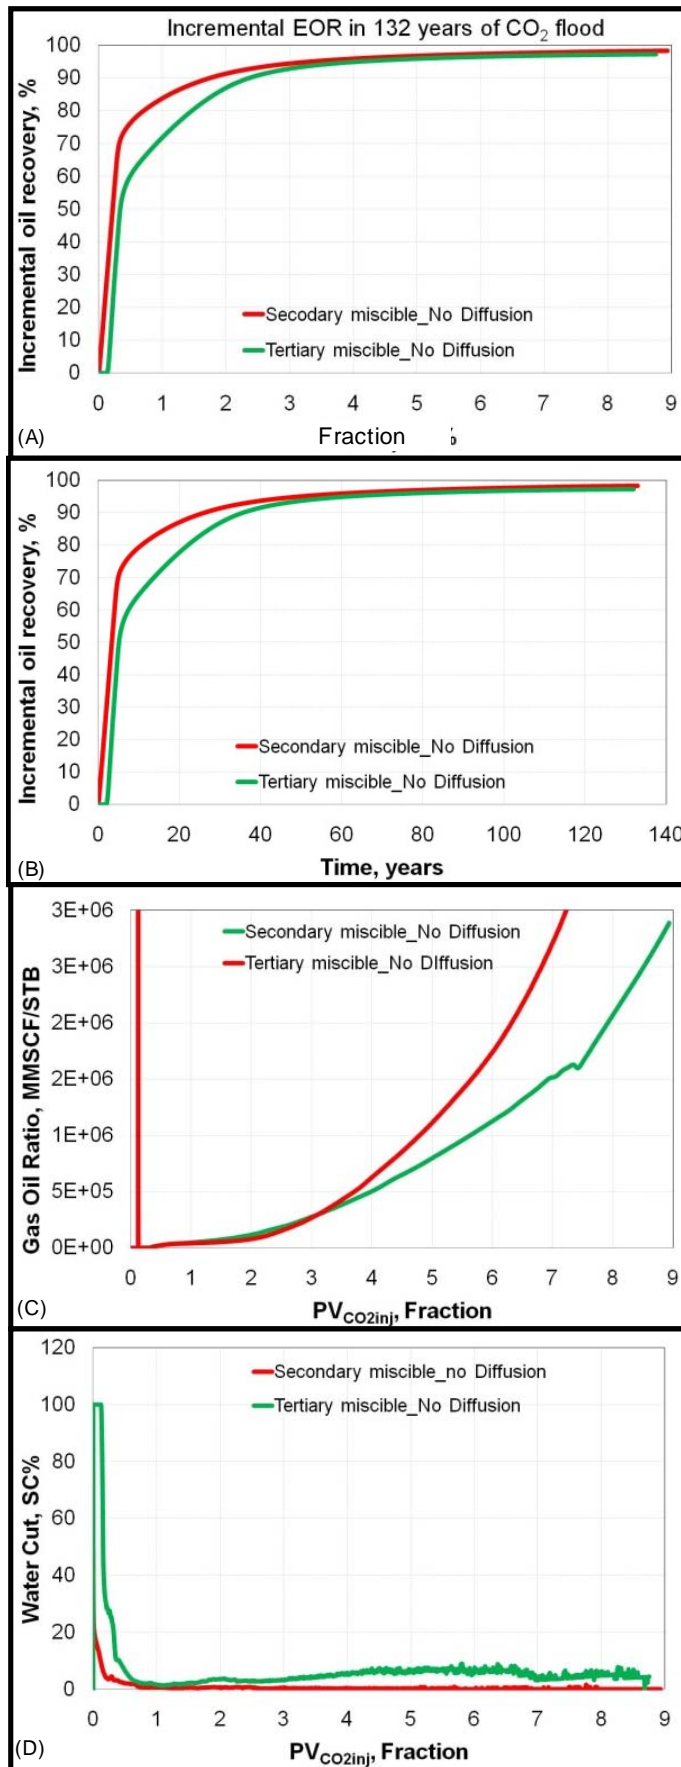 Incremental EOR in 132 years of CO₂ flood
Incremental oil recovery, %
100
90
80
70
60
50
40
30
20
10
0
Secodary miscible_No Diffusion
Tertiary miscible_No Diffusion
0 1 2 3 4 5 6 7 8 9
(A)
Fraction
Incremental oil recovery, %
100
90
80
70
60
50
40
30
20
10
0
Secondary miscible_No Diffusion
Tertiary miscible_No Diffusion
0 20 40 60 80 100 120 140
(B)
Time, years
Gas Oil Ratio, MMSCF/STB
3E+06
3E+06
2E+06
2E+06
1E+06
5E+05
0E+00
Secondary miscible_No Diffusion
Tertiary miscible_No DIffusion
0 1 2 3 4 5 6 7 8 9
(C)
PV_CO2inj, Fraction
Water Cut, SC%
120
100
80
60
40
20
0
Secondary miscible_no Diffusion
Tertiary miscible_No Diffusion
0 1 2 3 4 5 6 7 8 9
(D)
PV_CO2inj, Fraction